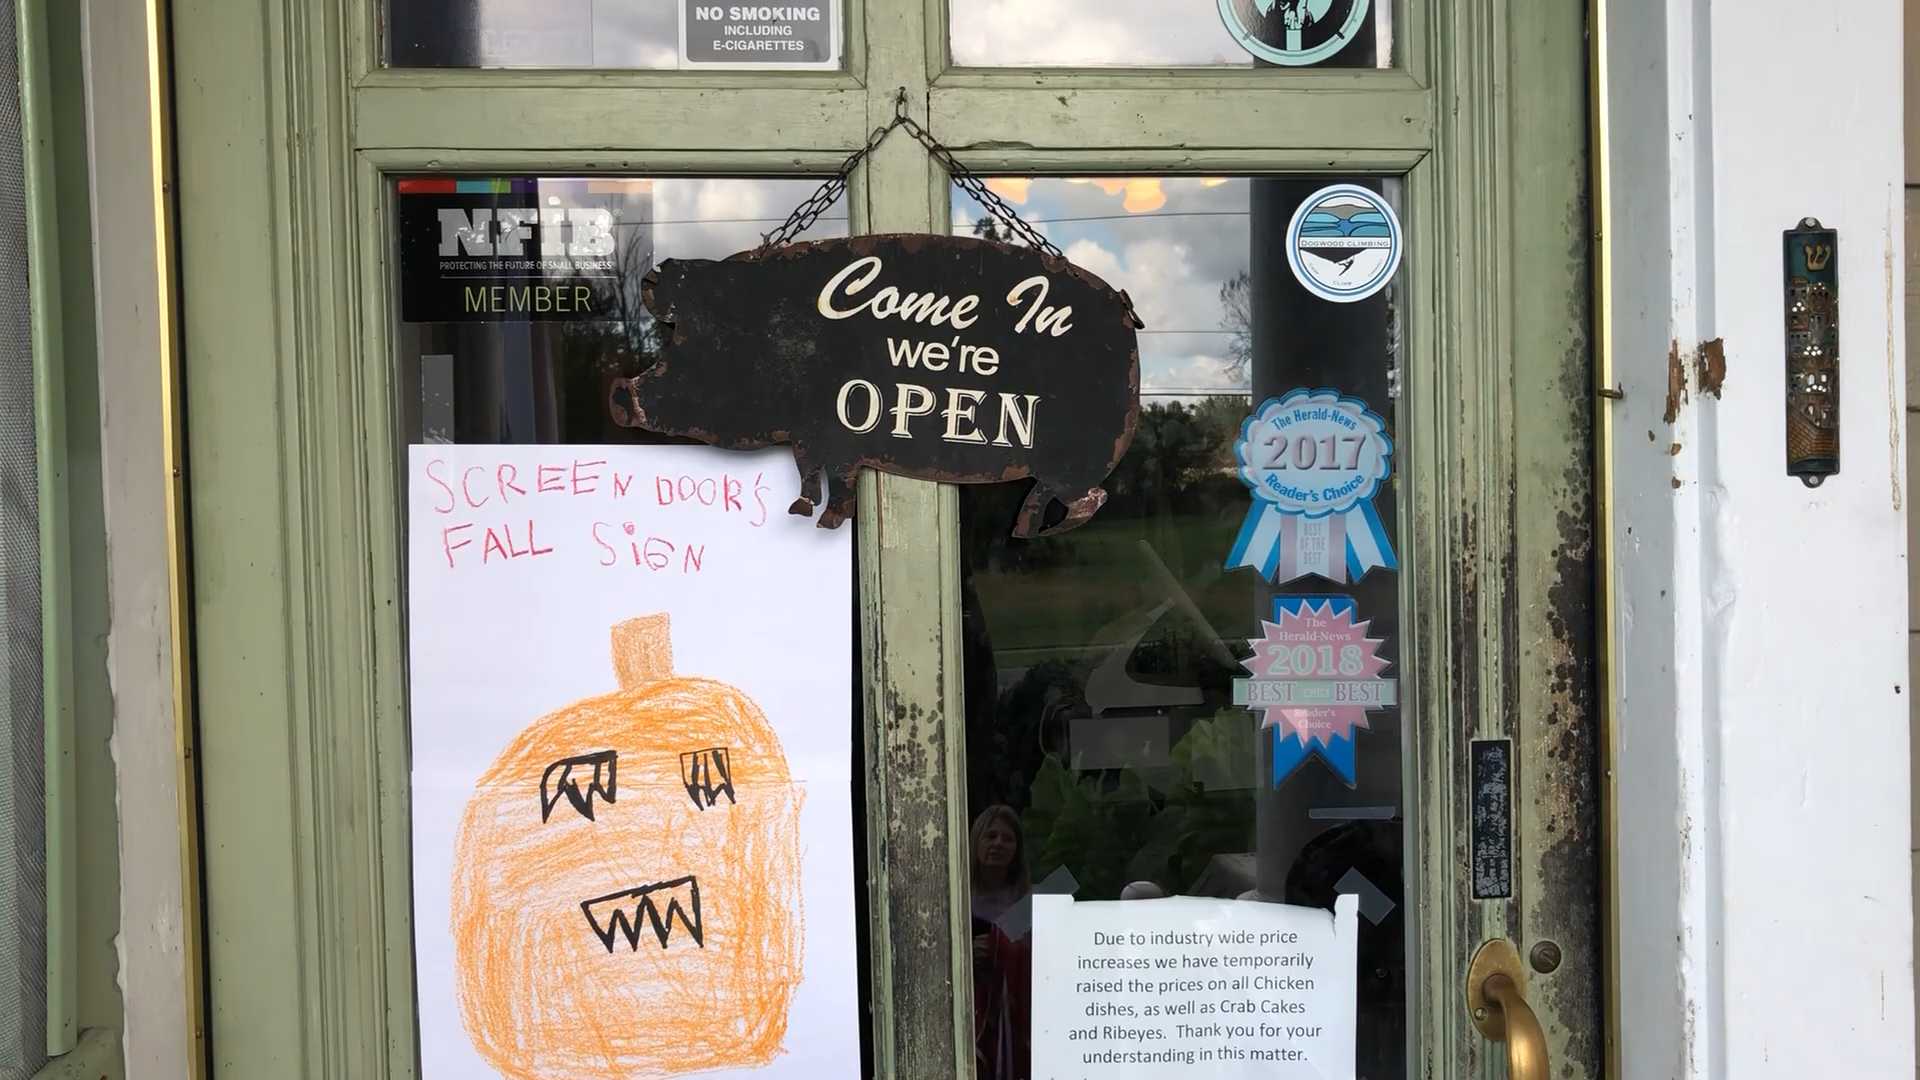 NO SMOKING
INCLUDING
E-CIGARETTES
NFiB®
PROTECTING THE FUTURE OF SMALL BUSINESS
MEMBER
Come In
we're
OPEN
DOGWOOD CLIMBING
CLIMB
The Herald-News
2017
Reader's Choice
BEST
OF THE
BEST
The
Herald-News
2018
BEST OF THE BEST
Reader's
Choice
ש
SCREEN DOOR'S
FALL SIGN
Due to industry wide price
increases we have temporarily
raised the prices on all Chicken
dishes, as well as Crab Cakes
and Ribeyes. Thank you for your
understanding in this matter.